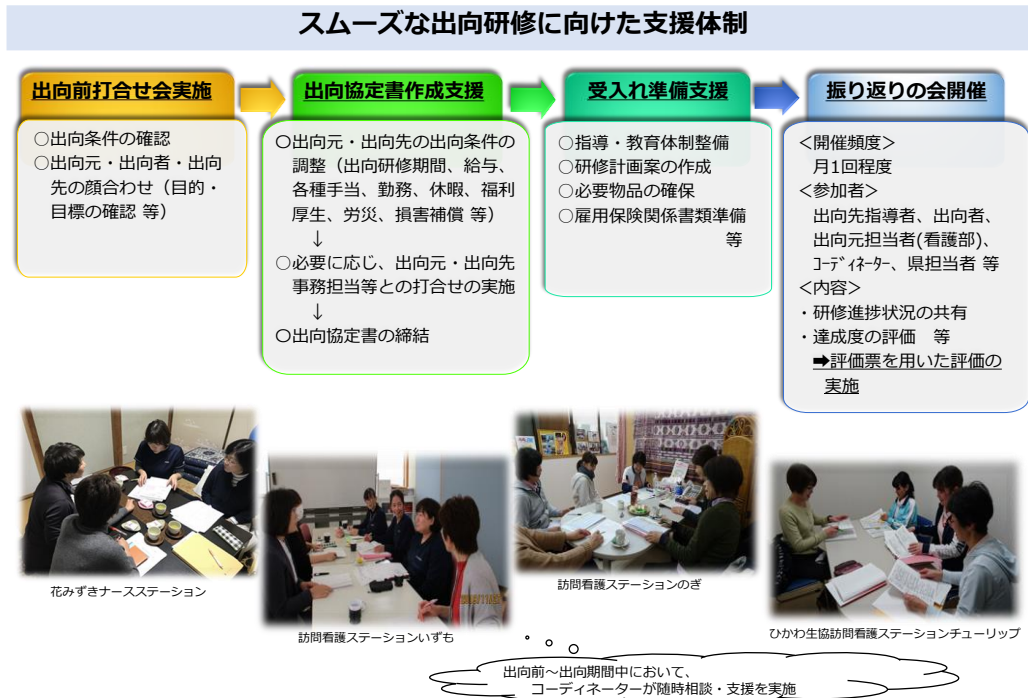 スムーズな出向研修に向けた支援体制
出向前打合せ会実施
○出向条件の確認
○出向元・出向者・出向
先の顔合わせ（目的・
目標の確認 等）
出向協定書作成支援
○出向元・出向先の出向条件の
調整（出向研修期間、給与、
各種手当、勤務、休暇、福利
厚生、労災、損害補償 等）
↓
○必要に応じ、出向元・出向先
事務担当等との打合せの実施
↓
○出向協定書の締結
受入れ準備支援
○指導・教育体制整備
○研修計画案の作成
○必要物品の確保
○雇用保険関係書類準備
等
振り返りの会開催
＜開催頻度＞
月1回程度
＜参加者＞
出向先指導者、出向者、
出向元担当者(看護部)、
ｺｰﾃﾞｨﾈｰﾀｰ、県担当者 等
＜内容＞
・研修進捗状況の共有
・達成度の評価　等
➡評価票を用いた評価の
実施
花みずきナースステーション
訪問看護ステーションいずも
訪問看護ステーションのぎ
ひかわ生協訪問看護ステーションチューリップ
出向前～出向期間中において、
コーディネーターが随時相談・支援を実施